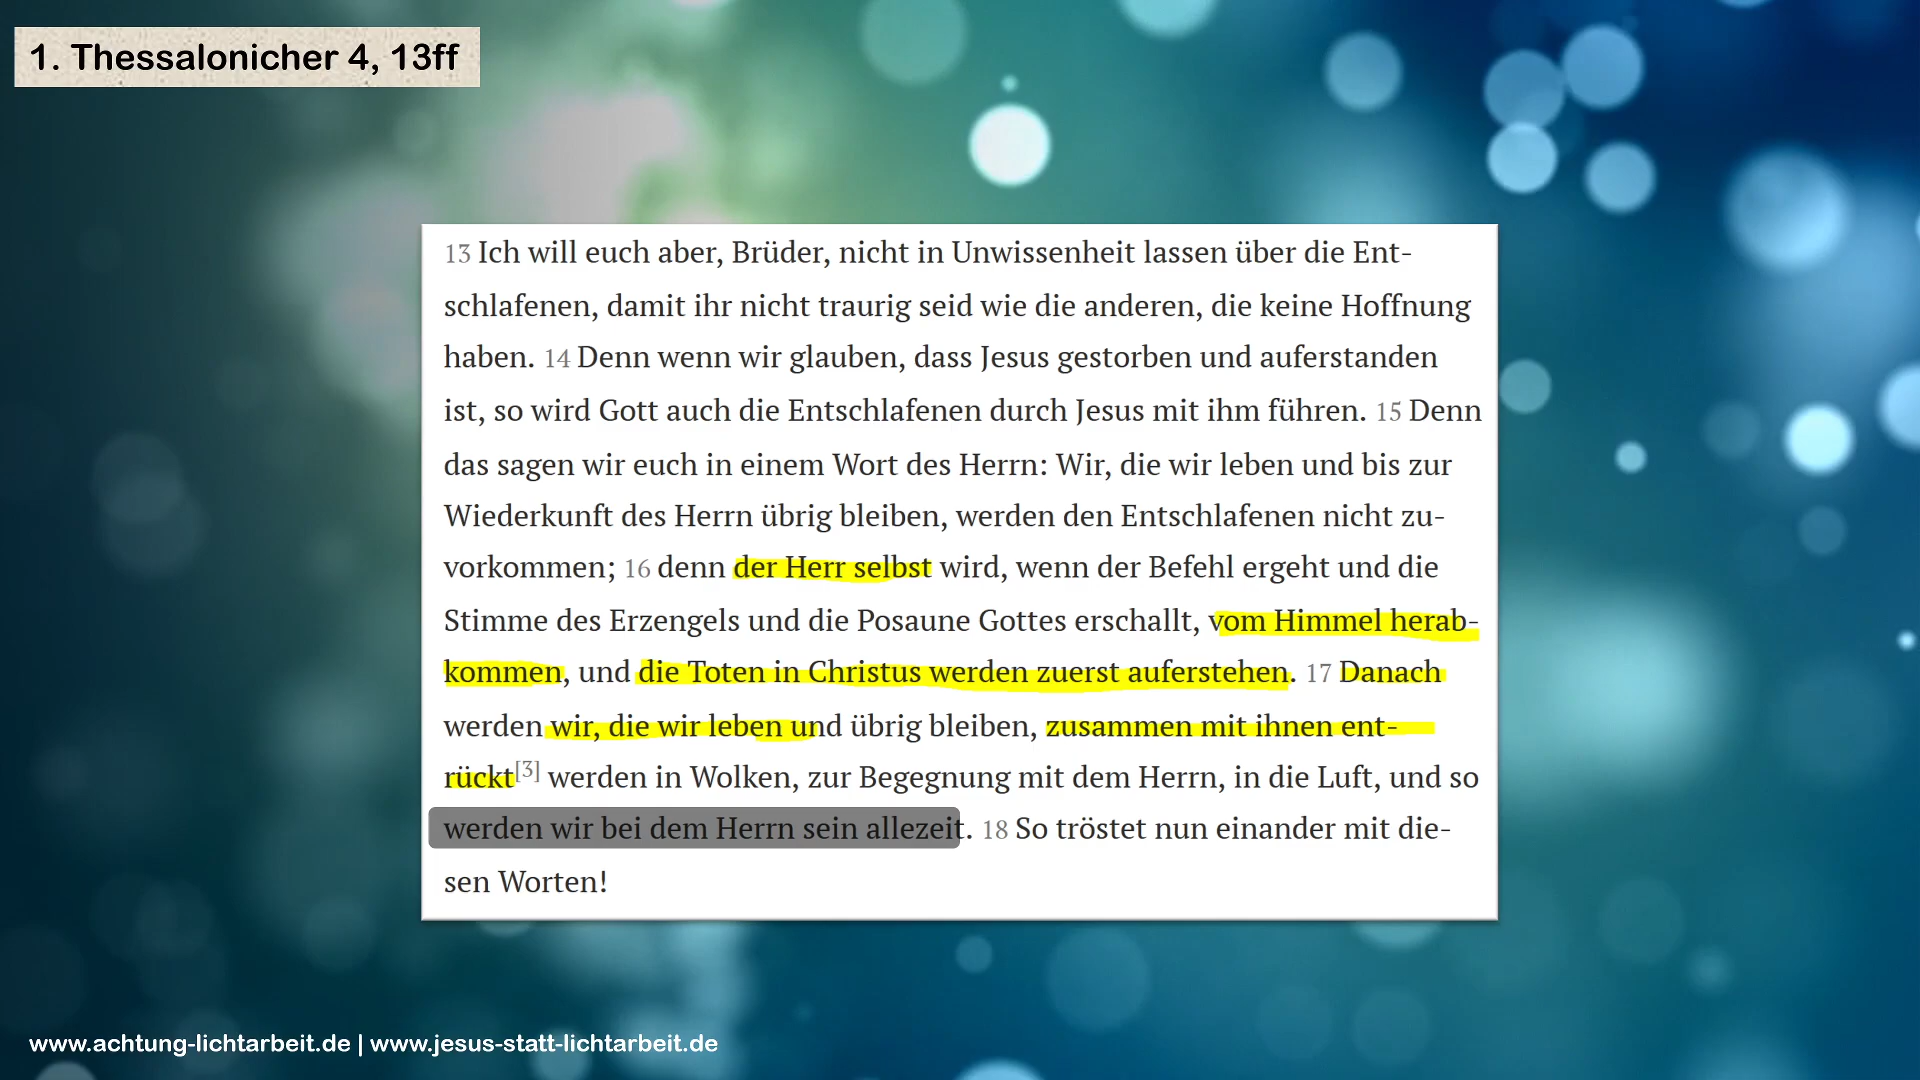 1. Thessalonicher 4, 13ff
13 Ich will euch aber, Brüder, nicht in Unwissenheit lassen über die Ent-
schlafenen, damit ihr nicht traurig seid wie die anderen, die keine Hoffnung
haben. 14 Denn wenn wir glauben, dass Jesus gestorben und auferstanden
ist, so wird Gott auch die Entschlafenen durch Jesus mit ihm führen. 15 Denn
das sagen wir euch in einem Wort des Herrn: Wir, die wir leben und bis zur
Wiederkunft des Herrn übrig bleiben, werden den Entschlafenen nicht zu-
vorkommen; 16 denn der Herr selbst wird, wenn der Befehl ergeht und die
Stimme des Erzengels und die Posaune Gottes erschallt, vom Himmel herab-
kommen, und die Toten in Christus werden zuerst auferstehen. 17 Danach
werden wir, die wir leben und übrig bleiben, zusammen mit ihnen ent-
rückt[3] werden in Wolken, zur Begegnung mit dem Herrn, in die Luft, und so
werden wir bei dem Herrn sein allezeit. 18 So tröstet nun einander mit die-
sen Worten!
www.achtung-lichtarbeit.de | www.jesus-statt-lichtarbeit.de